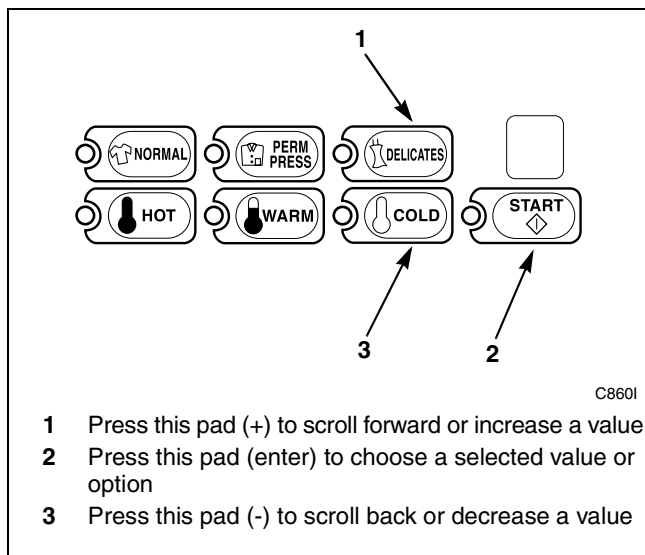 1
NORMAL
PERM
PRESS
DELICATES
HOT
WARM
COLD
START
3
2
C860I
1 Press this pad (+) to scroll forward or increase a value
2 Press this pad (enter) to choose a selected value or
option
3 Press this pad (-) to scroll back or decrease a value